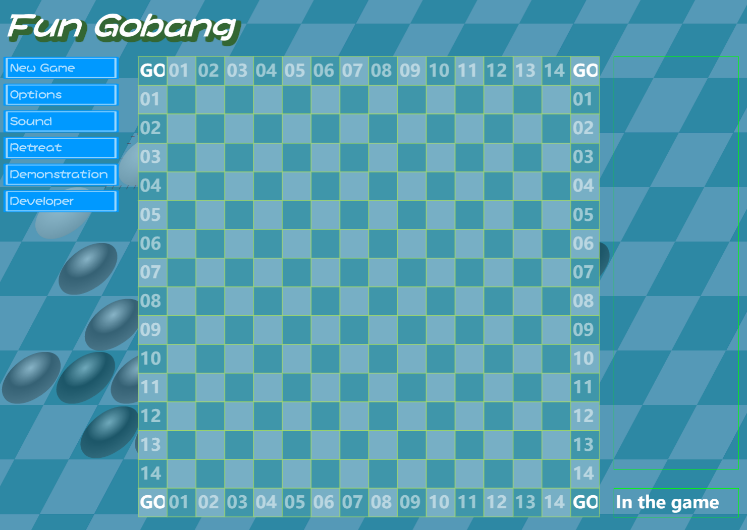 Fun Gobang
New Game
Options
Sound
Retreat
Demonstration
Developer
GO 01 02 03 04 05 06 07 08 09 10 11 12 13 14 GO
01 01
02 02
03 03
04 04
05 05
06 06
07 07
08 08
09 09
10 10
11 11
12 12
13 13
14 14
GO 01 02 03 04 05 06 07 08 09 10 11 12 13 14 GO
In the game